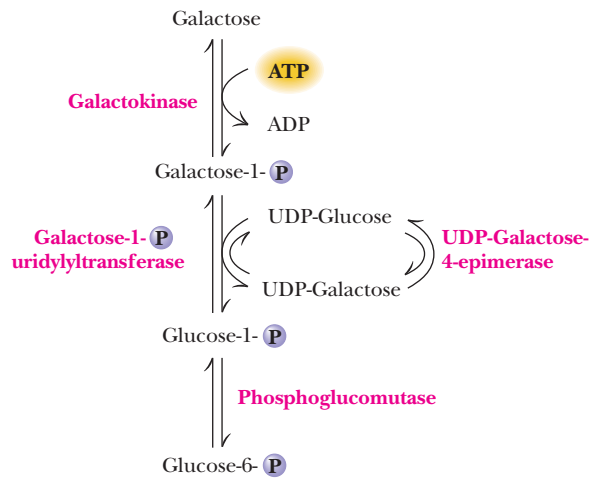 Galactose
ATP
Galactokinase
ADP
Galactose-1- P
UDP-Glucose
Galactose-1- P
uridylyltransferase
UDP-Galactose-
4-epimerase
UDP-Galactose
Glucose-1- P
Phosphoglucomutase
Glucose-6- P